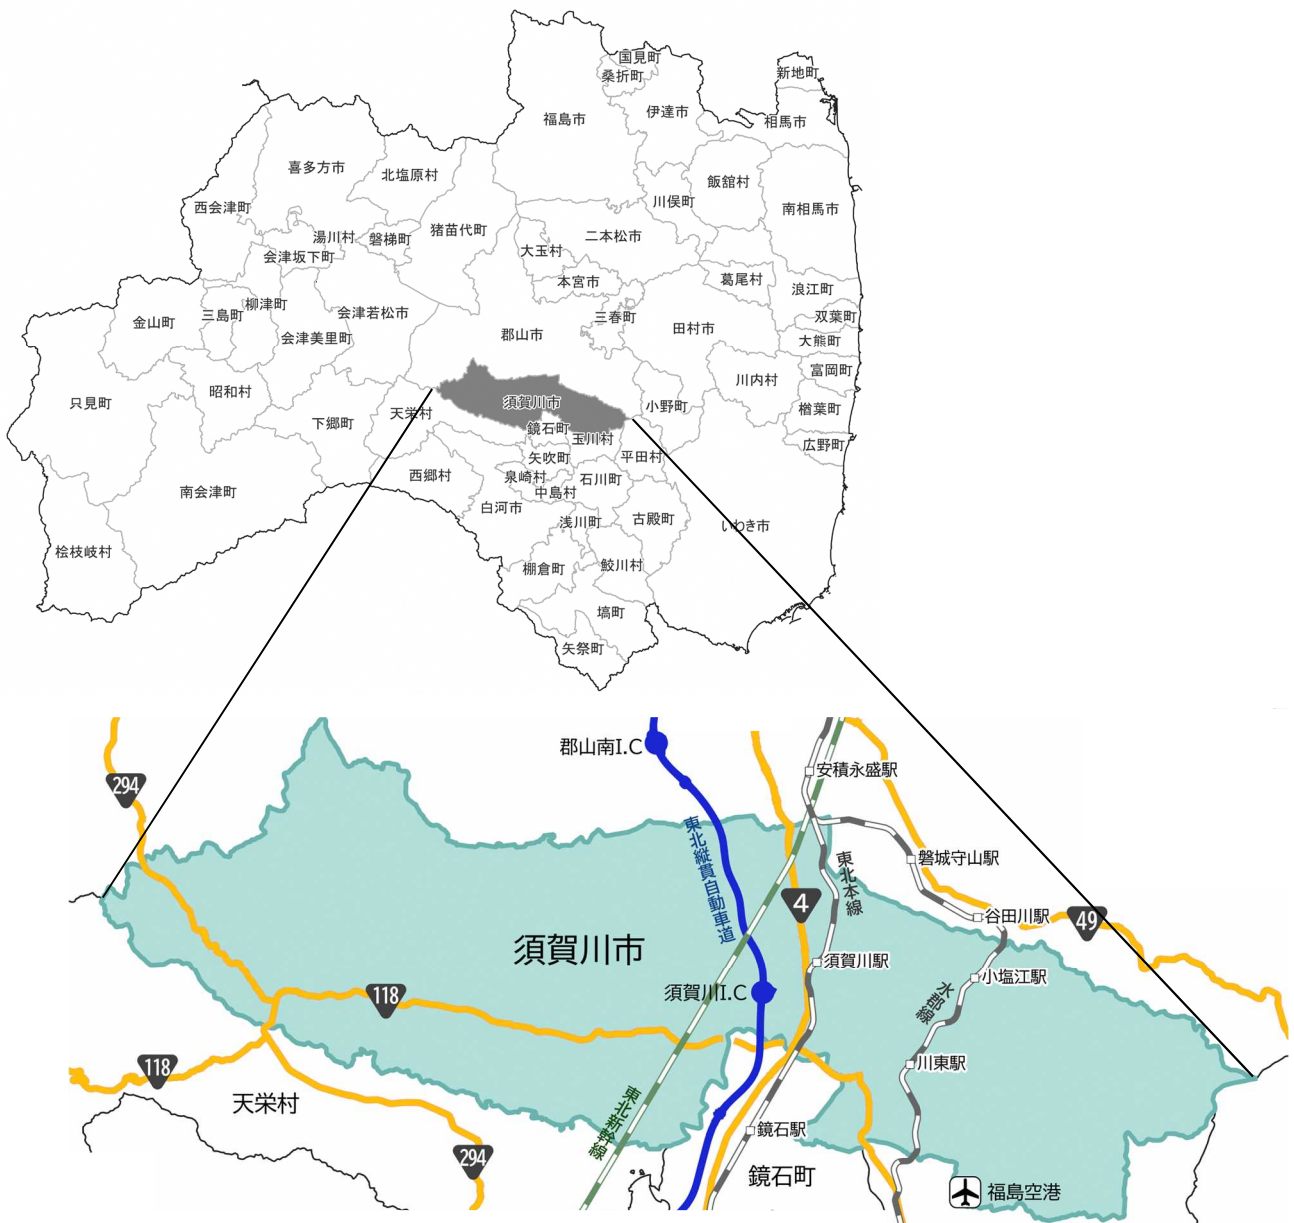 国見町
桑折町
新地町
福島市
伊達市
相馬市
喜多方市
北塩原村
飯舘村
西会津町
川俣町
南相馬市
湯川村
磐梯町
猪苗代町
大玉村
二本松市
会津坂下町
本宮市
葛尾村
浪江町
柳津町
金山町
三島町
会津若松市
三春町
双葉町
会津美里町
郡山市
田村市
大熊町
富岡町
川内村
昭和村
只見町
下郷町
天栄村
須賀川市
小野町
楢葉町
鏡石町
玉川村
広野町
矢吹町
平田村
西郷村
泉崎村
石川町
南会津町
中島村
白河市
浅川町
古殿町
いわき市
桧枝岐村
棚倉町
鮫川村
塙町
矢祭町
郡山南I.C
294
安積永盛駅
東北縦貫自動車道
東北本線
磐城守山駅
4
谷田川駅
49
須賀川市
須賀川駅
小塩江駅
118
須賀川I.C
水郡線
118
川東駅
天栄村
東北新幹線
鏡石駅
294
鏡石町
福島空港